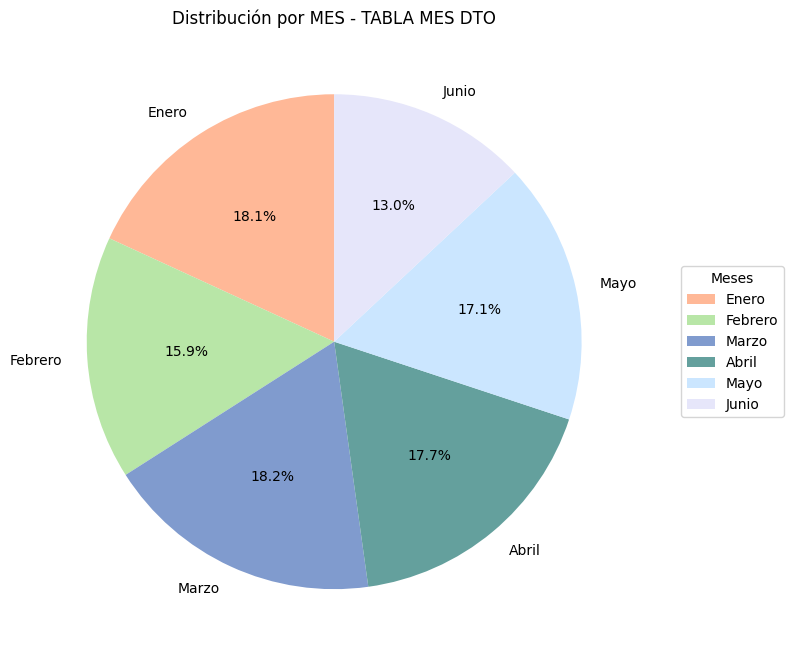 Distribución por MES - TABLA MES DTO
Junio
Enero
13.0%
18.1%
Mayo
17.1%
Febrero
15.9%
17.7%
18.2%
Abril
Marzo
Meses
Enero
Febrero
Marzo
Abril
Mayo
Junio